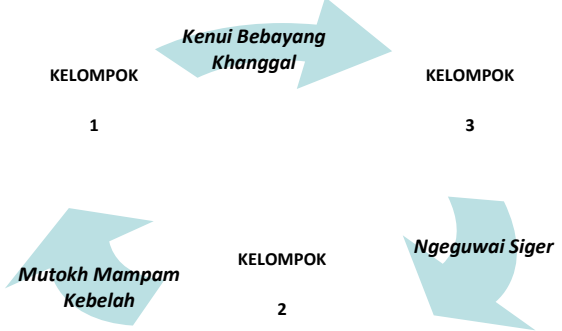 Kenui Bebayang
Khanggal
KELOMPOK
1
KELOMPOK
3
Ngeguwai Siger
KELOMPOK
2
Mutokh Mampam
Kebelah